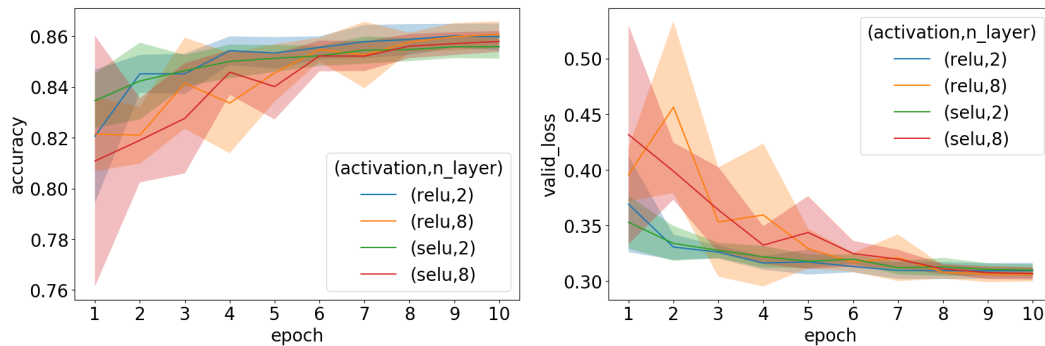 0.86
0.84
0.82
0.80
0.78
0.76
accuracy
1 2 3 4 5 6 7 8 9 10
epoch
(activation,n_layer)
(relu,2)
(relu,8)
(selu,2)
(selu,8)
0.50
0.45
0.40
0.35
0.30
valid_loss
1 2 3 4 5 6 7 8 9 10
epoch
(activation,n_layer)
(relu,2)
(relu,8)
(selu,2)
(selu,8)